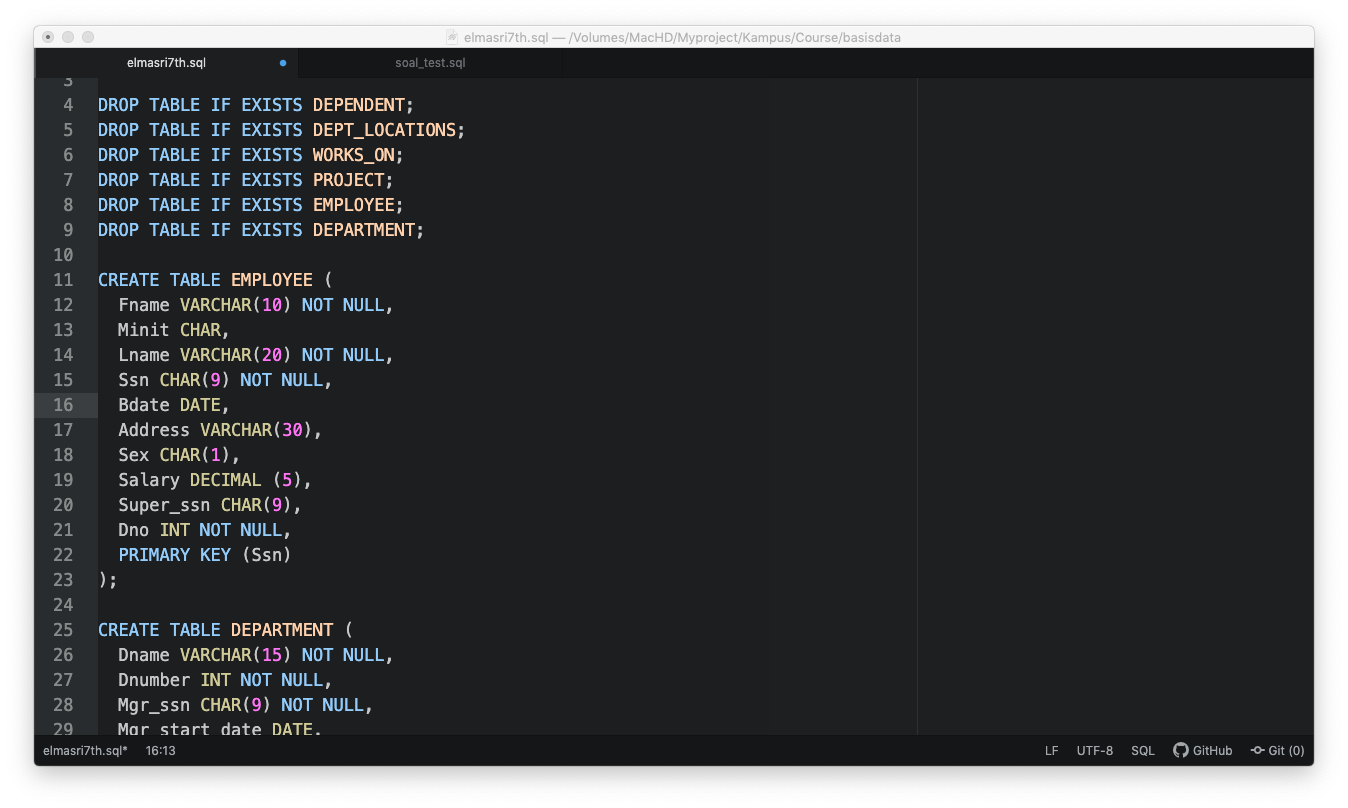 elmasri7th.sql — /Volumes/MacHD/Myproject/Kampus/Course/basisdata
elmasri7th.sql
soal_test.sql
3
4 DROP TABLE IF EXISTS DEPENDENT;
5 DROP TABLE IF EXISTS DEPT_LOCATIONS;
6 DROP TABLE IF EXISTS WORKS_ON;
7 DROP TABLE IF EXISTS PROJECT;
8 DROP TABLE IF EXISTS EMPLOYEE;
9 DROP TABLE IF EXISTS DEPARTMENT;
10
11 CREATE TABLE EMPLOYEE (
12 Fname VARCHAR(10) NOT NULL,
13 Minit CHAR,
14 Lname VARCHAR(20) NOT NULL,
15 Ssn CHAR(9) NOT NULL,
16 Bdate DATE,
17 Address VARCHAR(30),
18 Sex CHAR(1),
19 Salary DECIMAL (5),
20 Super_ssn CHAR(9),
21 Dno INT NOT NULL,
22 PRIMARY KEY (Ssn)
23 );
24
25 CREATE TABLE DEPARTMENT (
26 Dname VARCHAR(15) NOT NULL,
27 Dnumber INT NOT NULL,
28 Mgr_ssn CHAR(9) NOT NULL,
29 Mgr_start_date DATE,
elmasri7th.sql* 16:13 LF UTF-8 SQL GitHub Git (0)